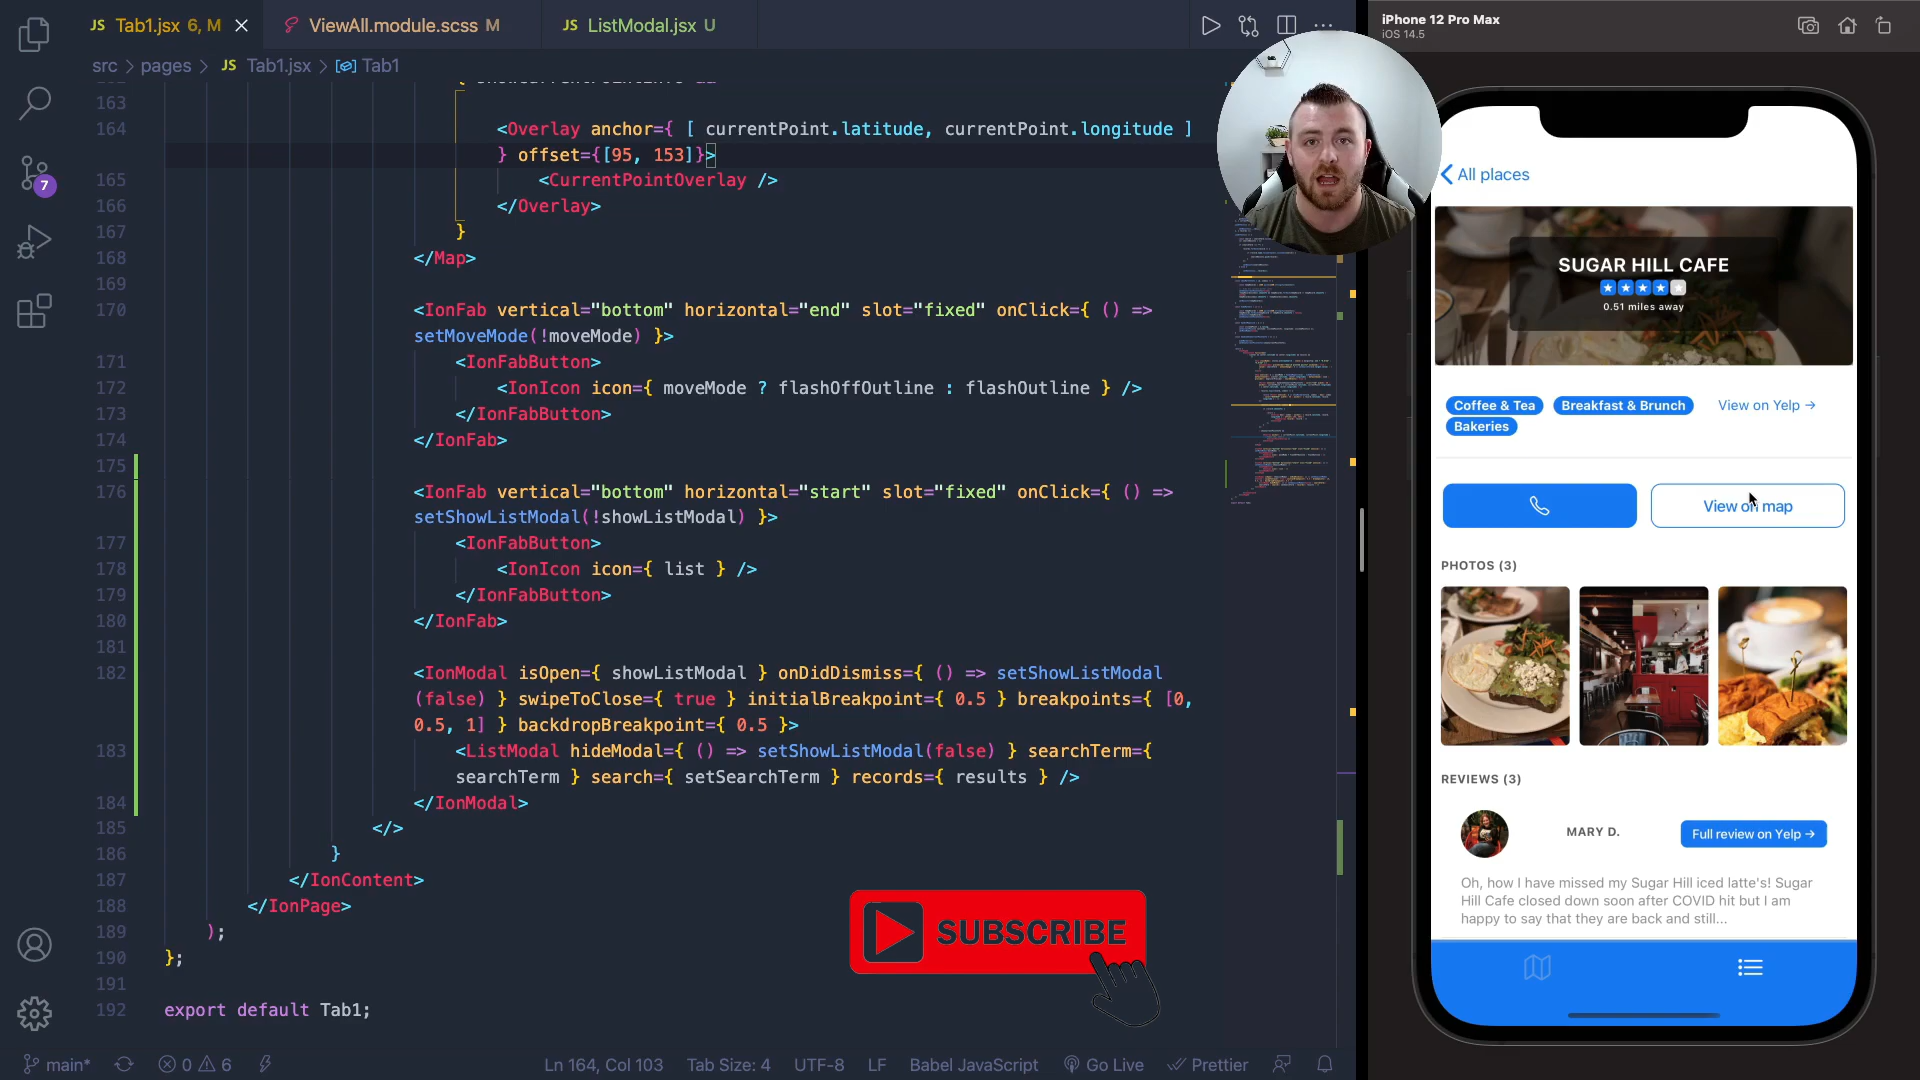 JS Tab1.jsx 6, M
ViewAll.module.scss M
JS ListModal.jsx U
src > pages > JS Tab1.jsx > Tab1
163
164 <Overlay anchor={ [ currentPoint.latitude, currentPoint.longitude ]
} offset={[95, 153]}>
165 <CurrentPointOverlay />
166 </Overlay>
167 }
168 </Map>
169
170 <IonFab vertical="bottom" horizontal="end" slot="fixed" onClick={ () =>
setMoveMode(!moveMode) }>
171 <IonFabButton>
172 <IonIcon icon={ moveMode ? flashOffOutline : flashOutline } />
173 </IonFabButton>
174 </IonFab>
175
176 <IonFab vertical="bottom" horizontal="start" slot="fixed" onClick={ () =>
setShowListModal(!showListModal) }>
177 <IonFabButton>
178 <IonIcon icon={ list } />
179 </IonFabButton>
180 </IonFab>
181
182 <IonModal isOpen={ showListModal } onDidDismiss={ () => setShowListModal
(false) } swipeToClose={ true } initialBreakpoint={ 0.5 } breakpoints={ [0,
0.5, 1] } backdropBreakpoint={ 0.5 }>
183 <ListModal hideModal={ () => setShowListModal(false) } searchTerm={
searchTerm } search={ setSearchTerm } records={ results } />
184 </IonModal>
185 </>
186 }
187 </IonContent>
188 </IonPage>
189 );
190 };
191
192 export default Tab1;
SUBSCRIBE
7
main*
0 6
Ln 164, Col 103
Tab Size: 4
UTF-8
LF
Babel JavaScript
Go Live
Prettier
iPhone 12 Pro Max
iOS 14.5
All places
SUGAR HILL CAFE
0.51 miles away
Coffee & Tea
Breakfast & Brunch
View on Yelp →
Bakeries
View on map
PHOTOS (3)
REVIEWS (3)
MARY D.
Full review on Yelp →
Oh, how I have missed my Sugar Hill iced latte's! Sugar
Hill Cafe closed down soon after COVID hit but I am
happy to say that they are back and still...